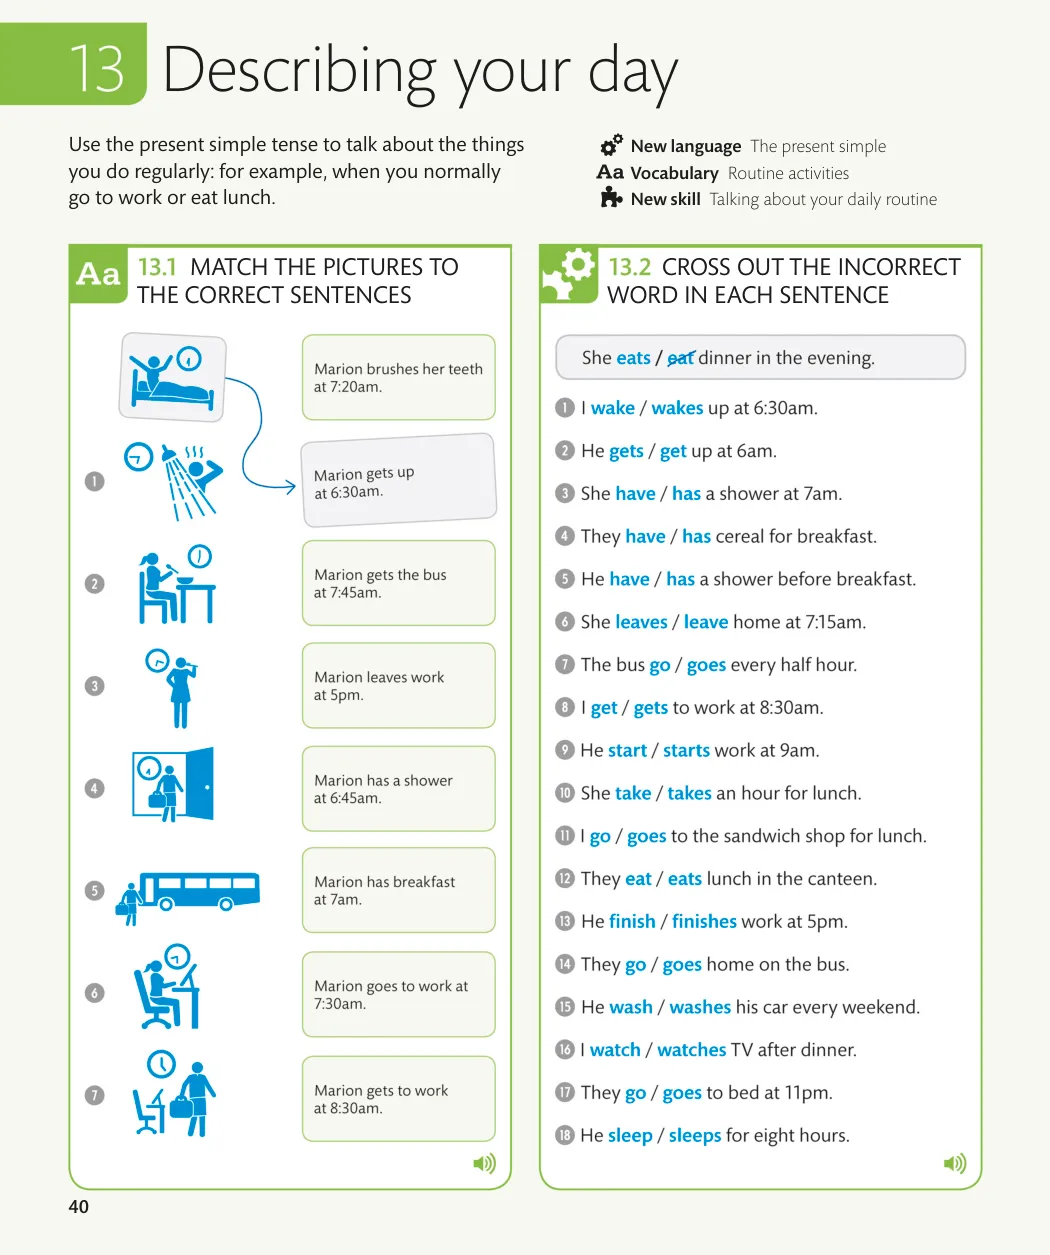 13 Describing your day
Use the present simple tense to talk about the things
you do regularly: for example, when you normally
go to work or eat lunch.
New language The present simple
Aa Vocabulary Routine activities
New skill Talking about your daily routine
Aa 13.1 MATCH THE PICTURES TO
THE CORRECT SENTENCES
Marion brushes her teeth
at 7:20am.
1
Marion gets up
at 6:30am.
2
Marion gets the bus
at 7:45am.
3
Marion leaves work
at 5pm.
4
Marion has a shower
at 6:45am.
5
Marion has breakfast
at 7am.
6
Marion goes to work at
7:30am.
7
Marion gets to work
at 8:30am.
13.2 CROSS OUT THE INCORRECT
WORD IN EACH SENTENCE
She eats / eat dinner in the evening.
1 I wake / wakes up at 6:30am.
2 He gets / get up at 6am.
3 She have / has a shower at 7am.
4 They have / has cereal for breakfast.
5 He have / has a shower before breakfast.
6 She leaves / leave home at 7:15am.
7 The bus go / goes every half hour.
8 I get / gets to work at 8:30am.
9 He start / starts work at 9am.
10 She take / takes an hour for lunch.
11 I go / goes to the sandwich shop for lunch.
12 They eat / eats lunch in the canteen.
13 He finish / finishes work at 5pm.
14 They go / goes home on the bus.
15 He wash / washes his car every weekend.
16 I watch / watches TV after dinner.
17 They go / goes to bed at 11pm.
18 He sleep / sleeps for eight hours.
40